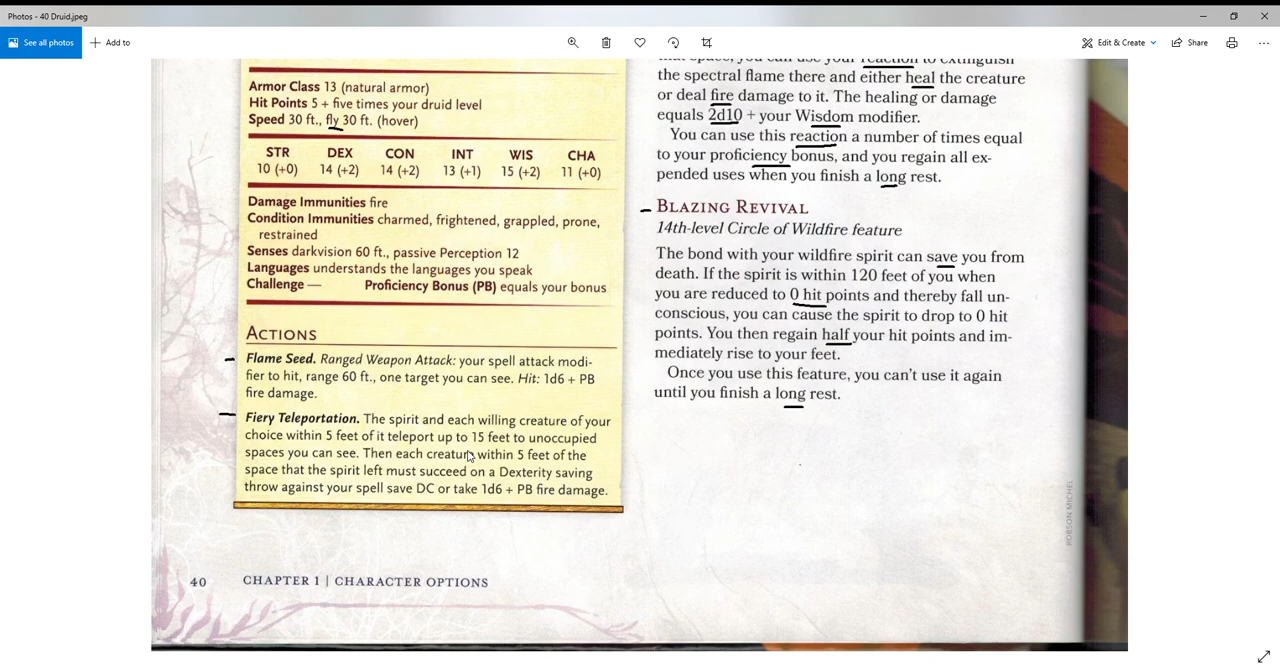 Photos - 40 Druid.jpeg
See all photos
Add to
Edit & Create
Share
Armor Class 13 (natural armor)
Hit Points 5 + five times your druid level
Speed 30 ft., fly 30 ft. (hover)
STR DEX CON INT WIS CHA
10 (+0) 14 (+2) 14 (+2) 13 (+1) 15 (+2) 11 (+0)
Damage Immunities fire
Condition Immunities charmed, frightened, grappled, prone,
restrained
Senses darkvision 60 ft., passive Perception 12
Languages understands the languages you speak
Challenge — Proficiency Bonus (PB) equals your bonus
ACTIONS
Flame Seed. Ranged Weapon Attack: your spell attack modi-
fier to hit, range 60 ft., one target you can see. Hit: 1d6 + PB
fire damage.
Fiery Teleportation. The spirit and each willing creature of your
choice within 5 feet of it teleport up to 15 feet to unoccupied
spaces you can see. Then each creature within 5 feet of the
space that the spirit left must succeed on a Dexterity saving
throw against your spell save DC or take 1d6 + PB fire damage.
that space, you can use your reaction to extinguish
the spectral flame there and either heal the creature
or deal fire damage to it. The healing or damage
equals 2d10 + your Wisdom modifier.
You can use this reaction a number of times equal
to your proficiency bonus, and you regain all ex-
pended uses when you finish a long rest.
BLAZING REVIVAL
14th-level Circle of Wildfire feature
The bond with your wildfire spirit can save you from
death. If the spirit is within 120 feet of you when
you are reduced to 0 hit points and thereby fall un-
conscious, you can cause the spirit to drop to 0 hit
points. You then regain half your hit points and im-
mediately rise to your feet.
Once you use this feature, you can't use it again
until you finish a long rest.
ROBSON MICHEL
40 CHAPTER 1 | CHARACTER OPTIONS